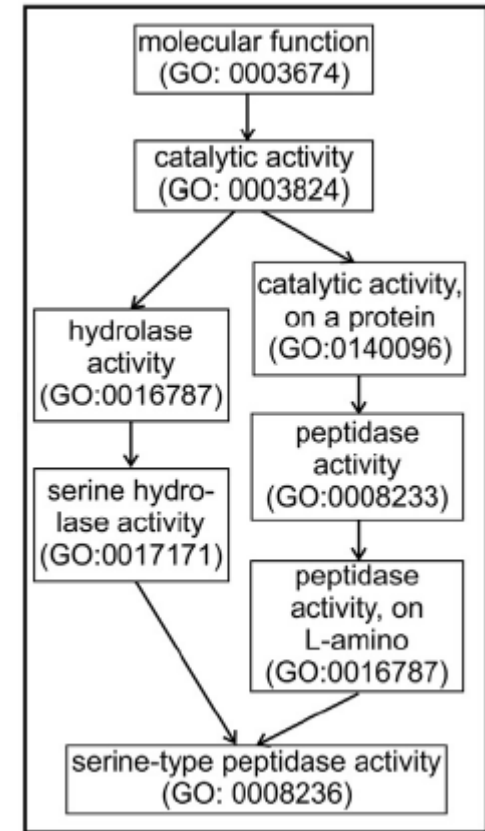 molecular function
(GO: 0003674)
catalytic activity
(GO: 0003824)
hydrolase
activity
(GO:0016787)
catalytic activity,
on a protein
(GO:0140096)
serine hydro-
lase activity
(GO:0017171)
peptidase
activity
(GO:0008233)
peptidase
activity, on
L-amino
(GO:0016787)
serine-type peptidase activity
(GO: 0008236)